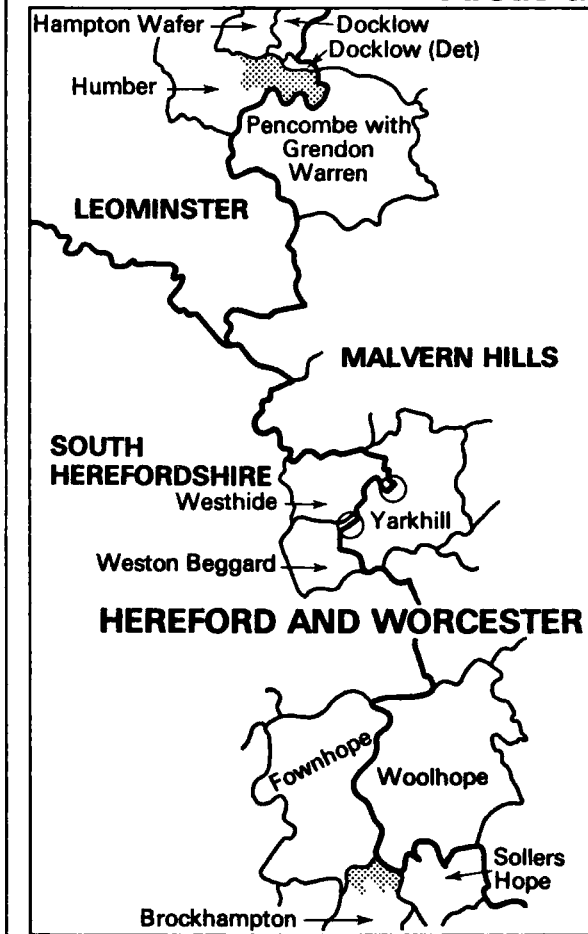 Hampton Wafer
Docklow
Docklow (Det)
Humber
Pencombe with
Grendon
Warren
LEOMINSTER
MALVERN HILLS
SOUTH
HEREFORDSHIRE
Westhide
Yarkhill
Weston Beggard
HEREFORD AND WORCESTER
Fownhope
Woolhope
Sollers
Hope
Brockhampton